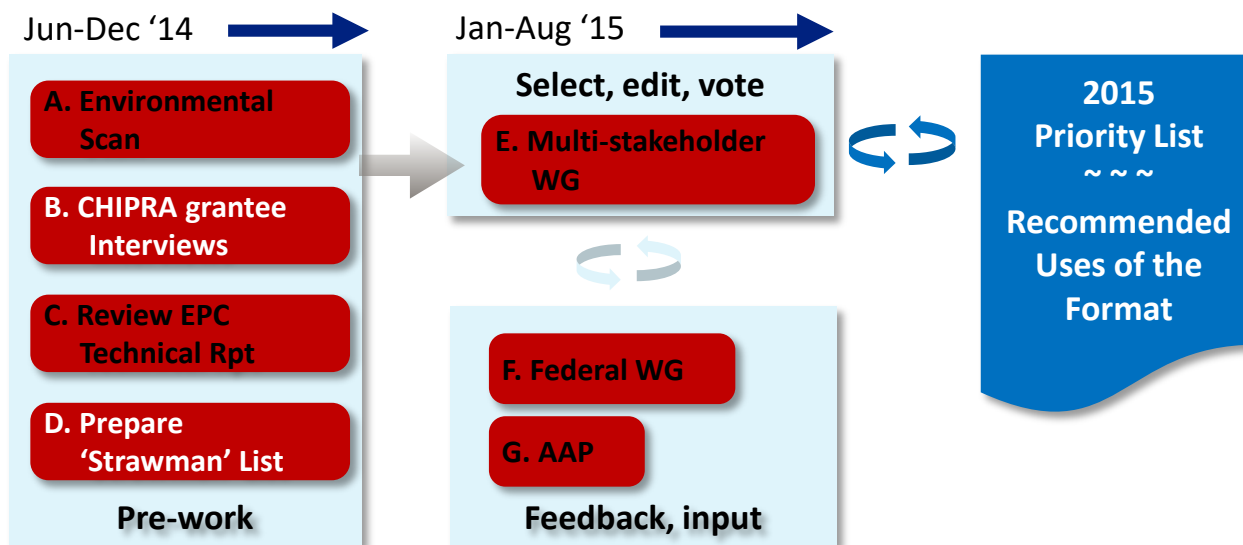 Jun-Dec ‘14
A. Environmental
Scan
B. CHIPRA grantee
Interviews
C. Review EPC
Technical Rpt
D. Prepare
‘Strawman’ List
Pre-work
Jan-Aug ‘15
Select, edit, vote
E. Multi-stakeholder
WG
F. Federal WG
G. AAP
Feedback, input
2015
Priority List
~ ~ ~
Recommended
Uses of the
Format